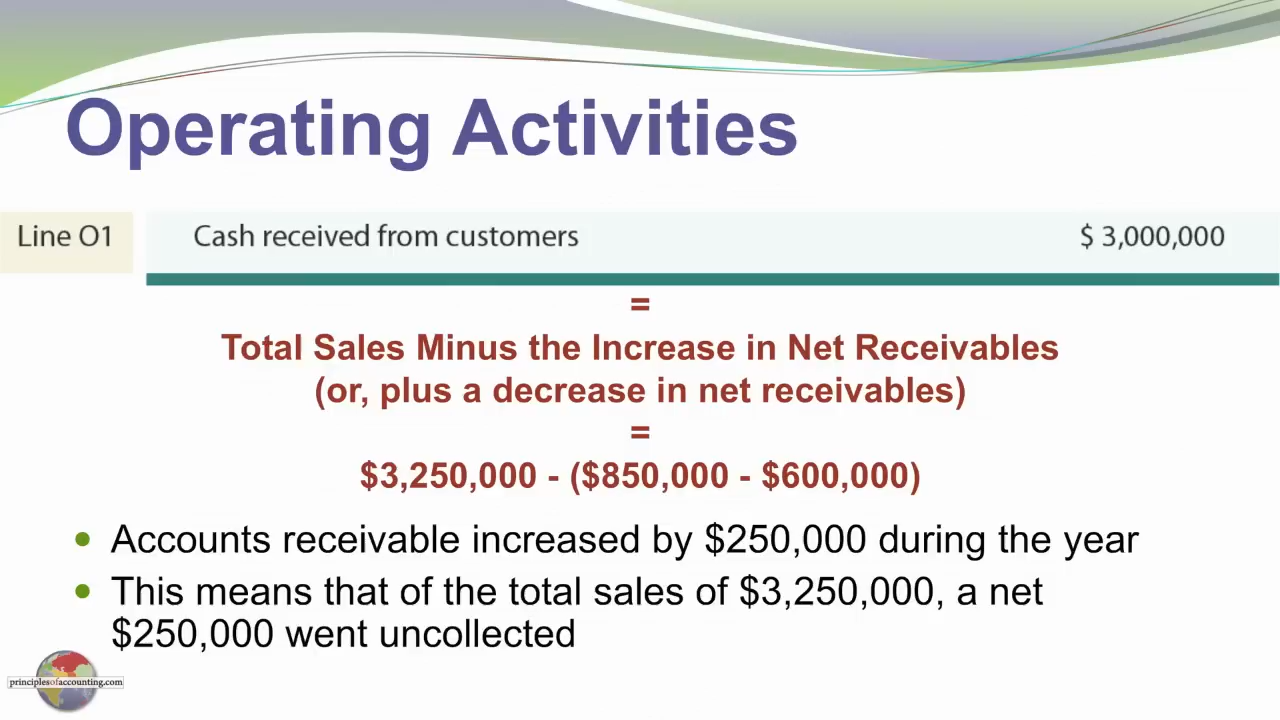 Operating Activities
Line O1 Cash received from customers $ 3,000,000
=
Total Sales Minus the Increase in Net Receivables
(or, plus a decrease in net receivables)
=
$3,250,000 - ($850,000 - $600,000)
• Accounts receivable increased by $250,000 during the year
• This means that of the total sales of $3,250,000, a net
$250,000 went uncollected
principlesofaccounting.com